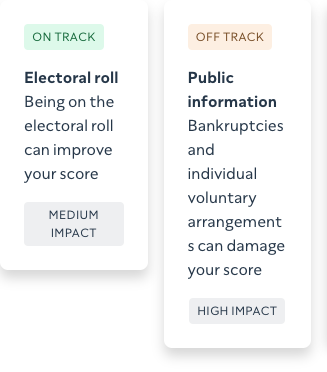 ON TRACK
Electoral roll
Being on the
electoral roll
can improve
your score
MEDIUM
IMPACT
OFF TRACK
Public
information
Bankruptcies
and
individual
voluntary
arrangement
s can damage
your score
HIGH IMPACT